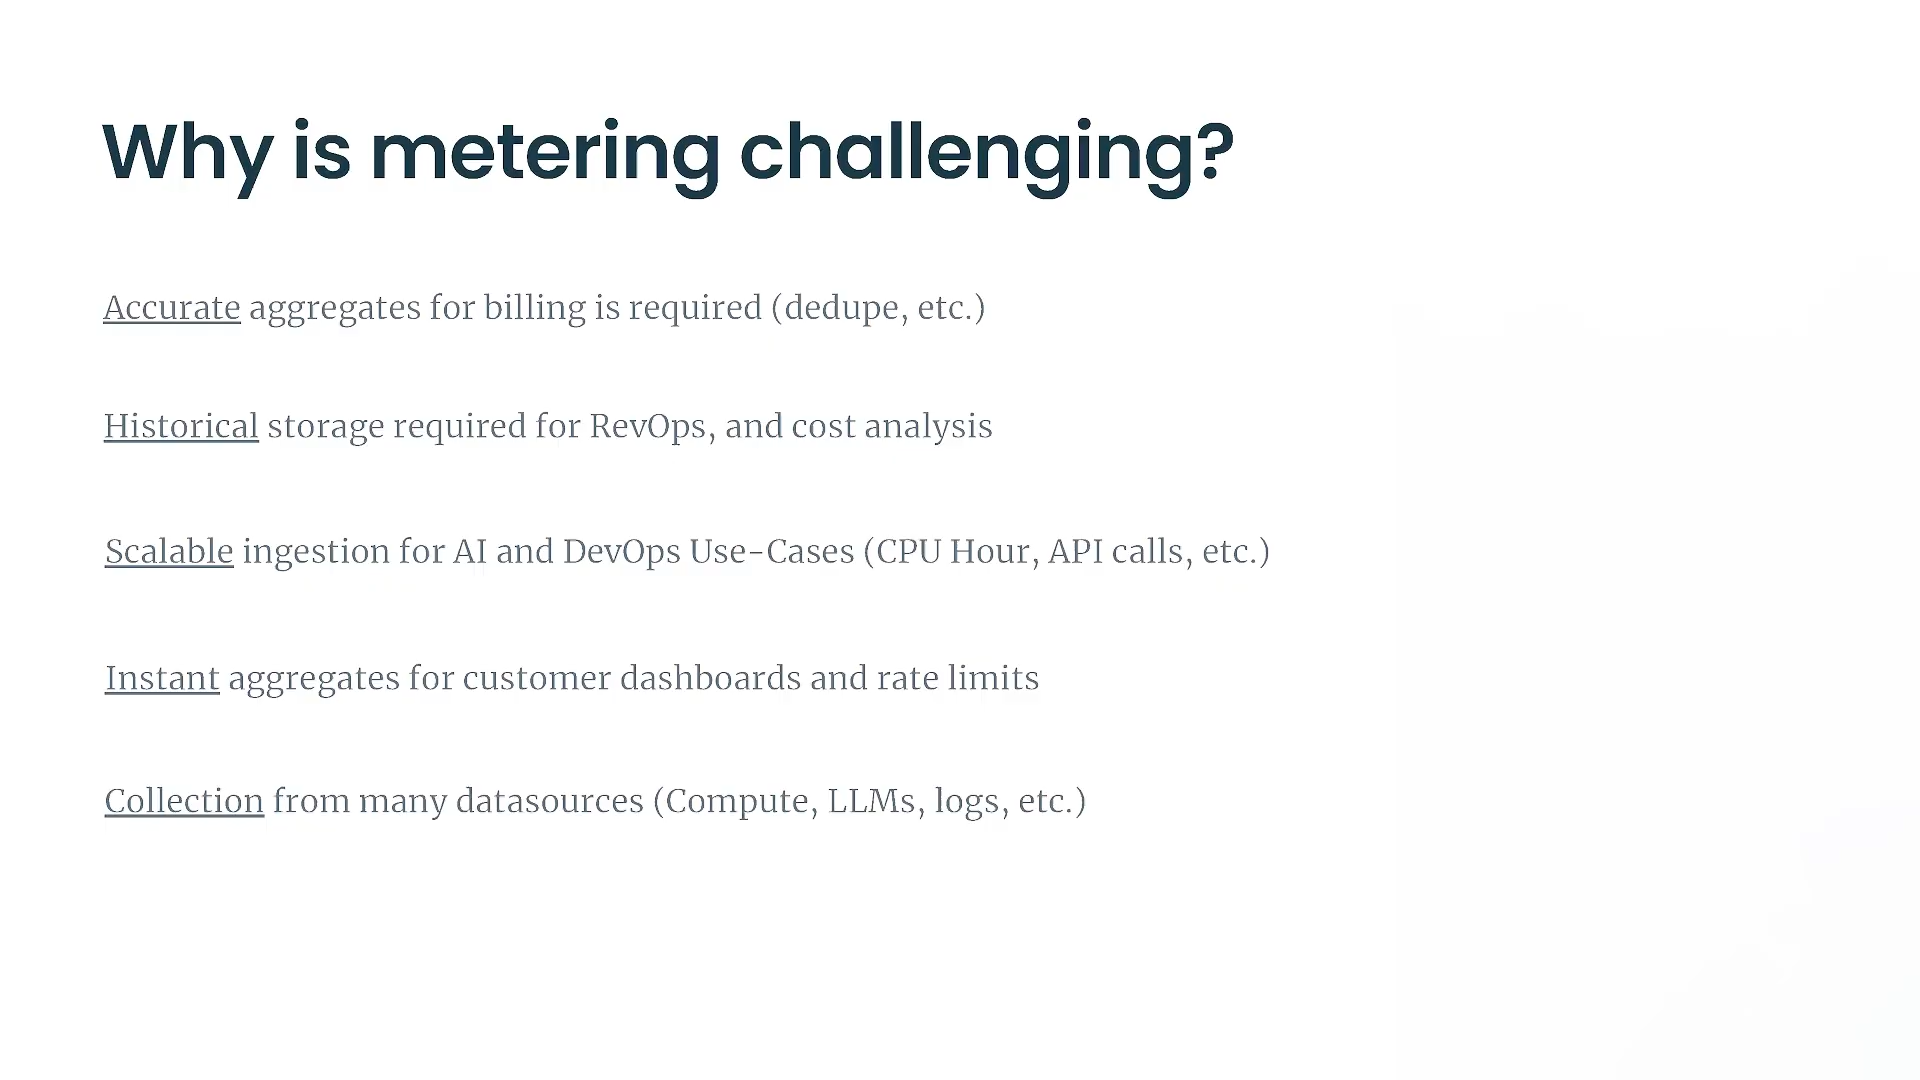 Why is metering challenging?
Accurate aggregates for billing is required (dedupe, etc.)
Historical storage required for RevOps, and cost analysis
Scalable ingestion for AI and DevOps Use-Cases (CPU Hour, API calls, etc.)
Instant aggregates for customer dashboards and rate limits
Collection from many datasources (Compute, LLMs, logs, etc.)